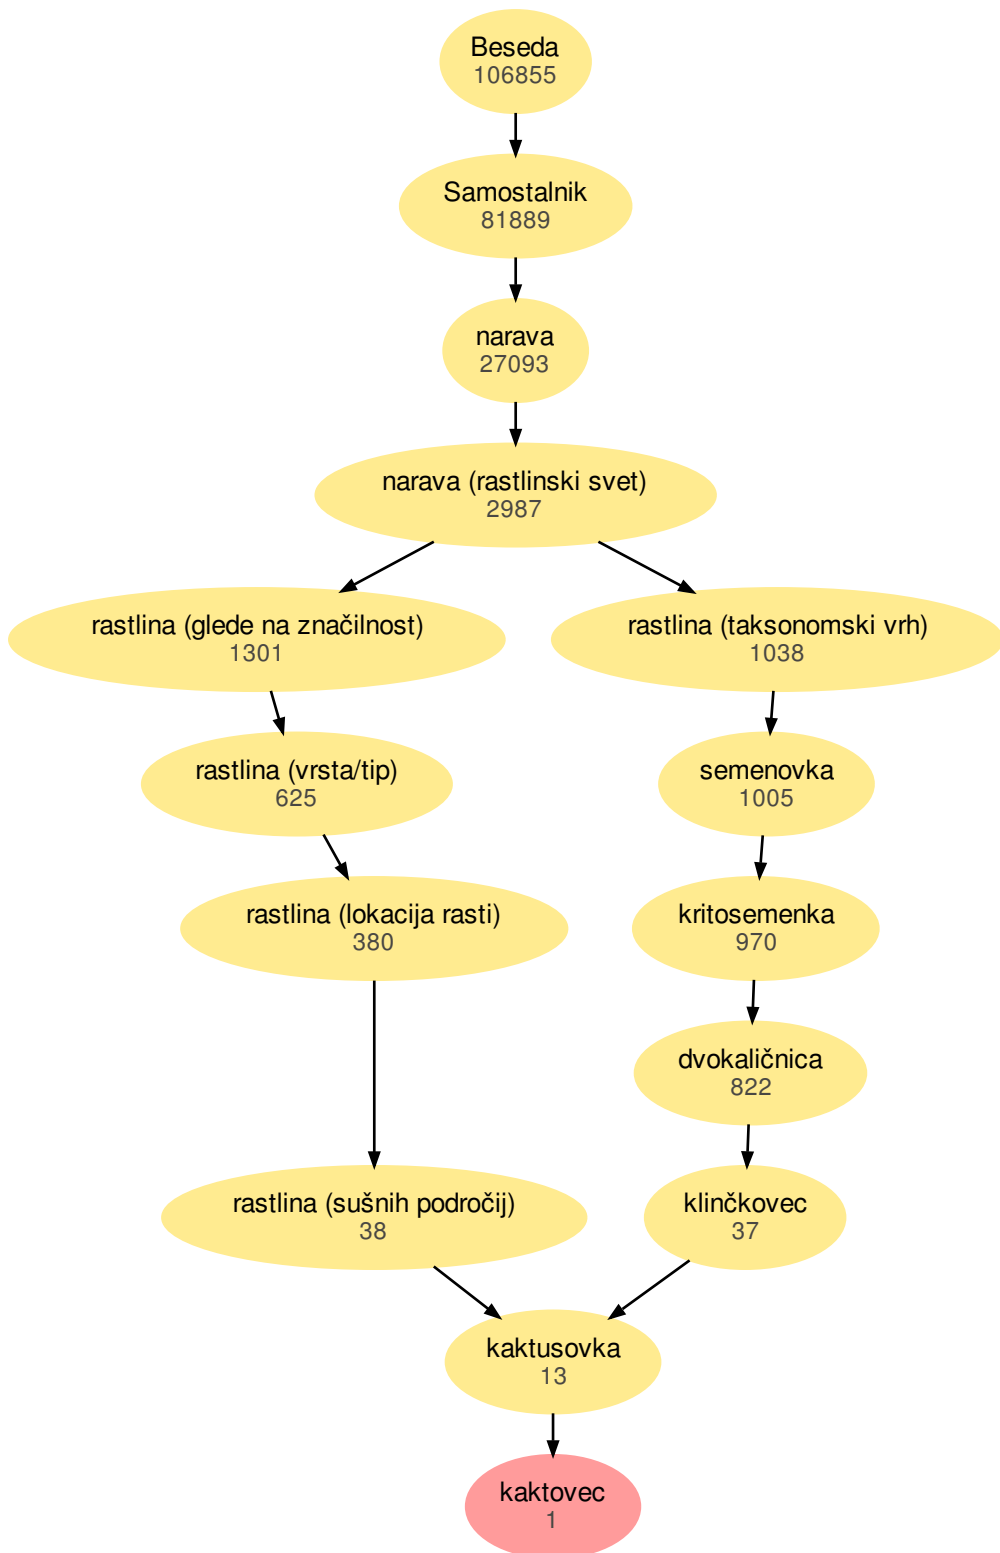 Beseda
106855
Samostalnik
81889
narava
27093
narava (rastlinski svet)
2987
rastlina (glede na značilnost)
1301
rastlina (taksonomski vrh)
1038
rastlina (vrsta/tip)
625
semenovka
1005
rastlina (lokacija rasti)
380
kritosemenka
970
dvokaličnica
822
rastlina (sušnih področij)
38
klinčkovec
37
kaktusovka
13
kaktovec
1